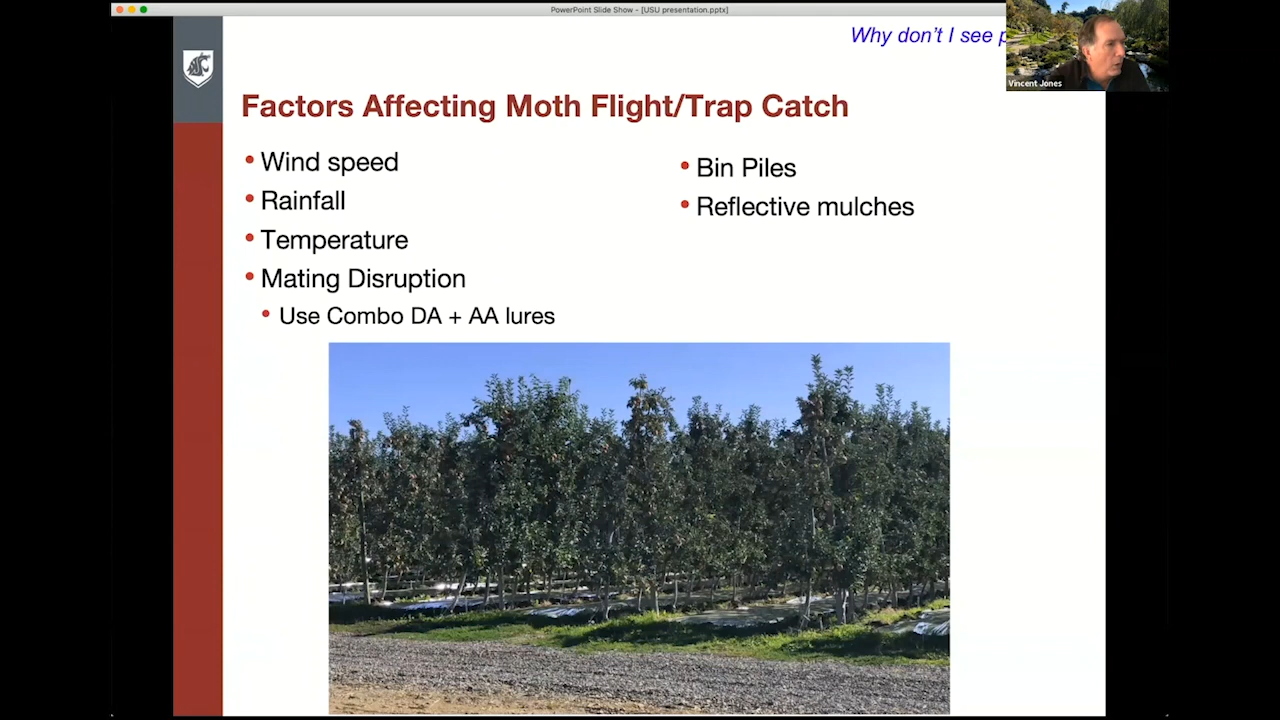 PowerPoint Slide Show - [USU presentation.pptx]
Why don't I see
Vincent Jones
Factors Affecting Moth Flight/Trap Catch
• Wind speed
• Rainfall
• Temperature
• Mating Disruption
• Use Combo DA + AA lures
• Bin Piles
• Reflective mulches